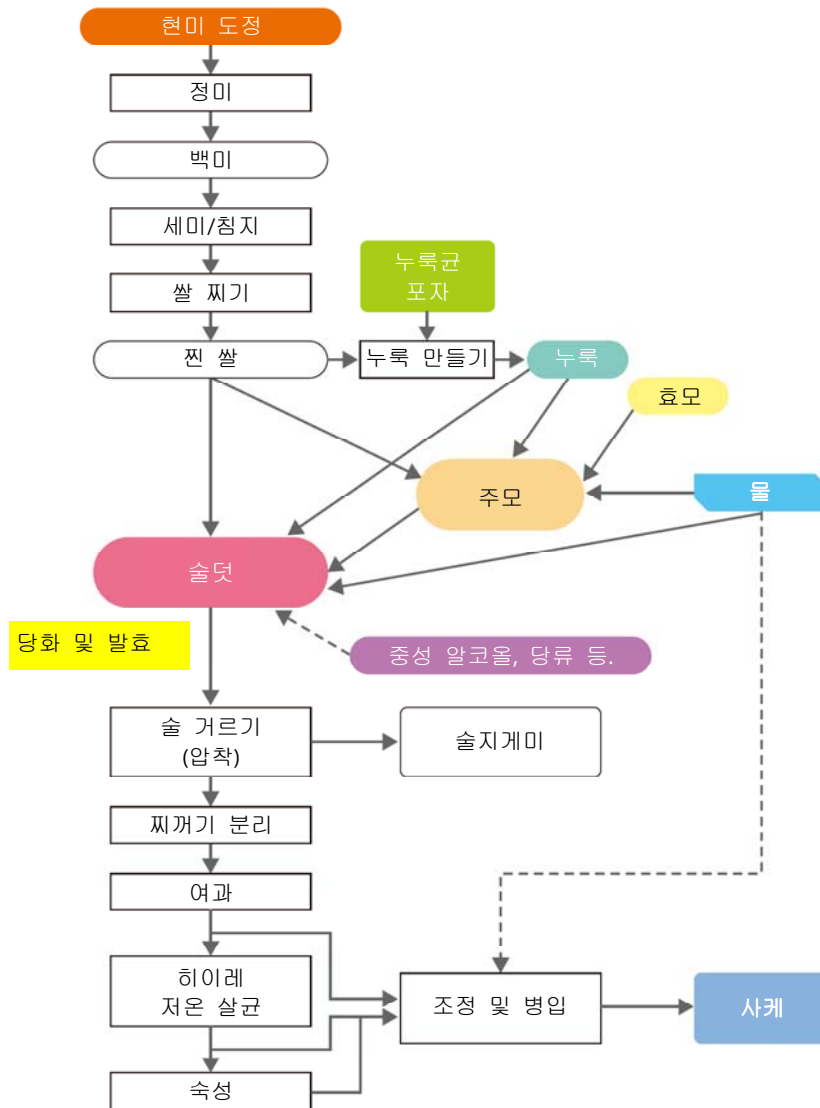 현미 도정
정미
백미
세미/침지
누룩균
포자
쌀 찌기
찐 쌀
누룩 만들기
누룩
효모
주모
물
술덧
당화 및 발효
중성 알코올, 당류 등.
술 거르기
(압착)
술지게미
찌꺼기 분리
여과
히이레
저온 살균
조정 및 병입
사케
숙성